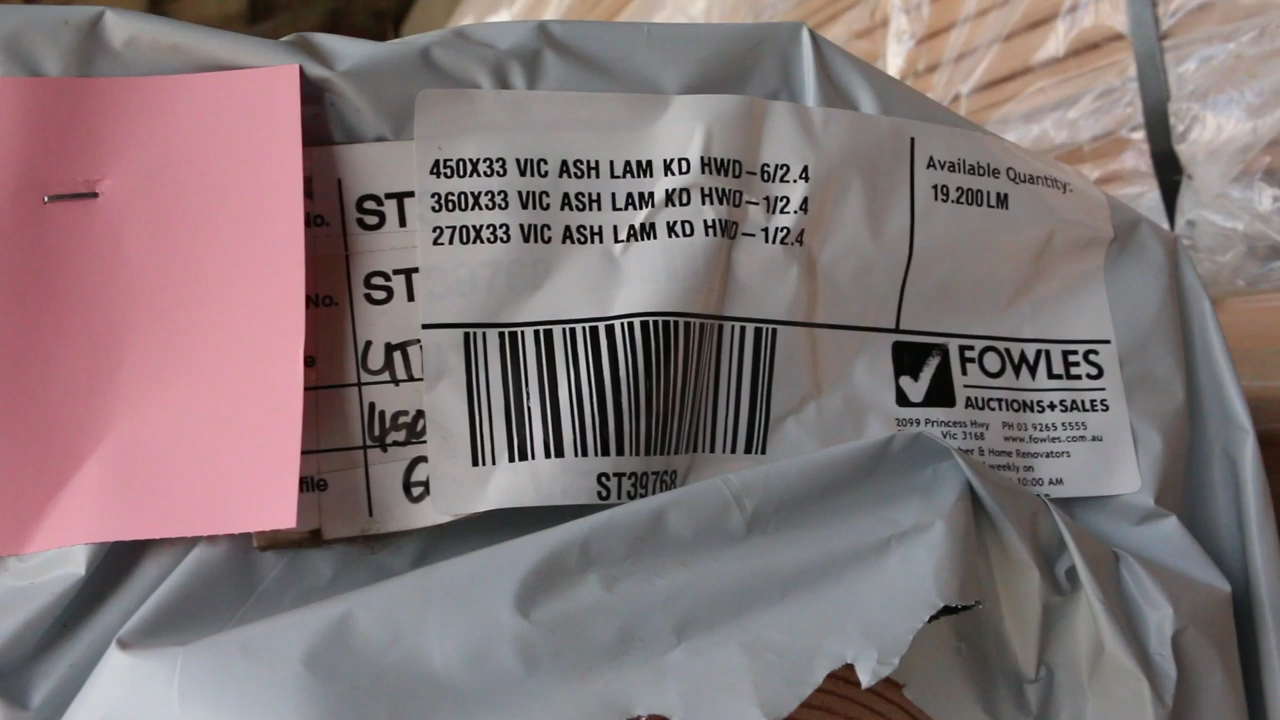 450X33 VIC ASH LAM KD HWD-6/2.4
360X33 VIC ASH LAM KD HWD-1/2.4
270X33 VIC ASH LAM KD HWD-1/2.4
Available Quantity:
19.200LM
ST39768
FOWLES
AUCTIONS+SALES
2099 Princess Hwy PH 03 9265 5555
Vic 3168 www.fowles.com.au
& Home Renovators
weekly on
10:00 AM
No.
ST
No.
ST
UTI
450
file